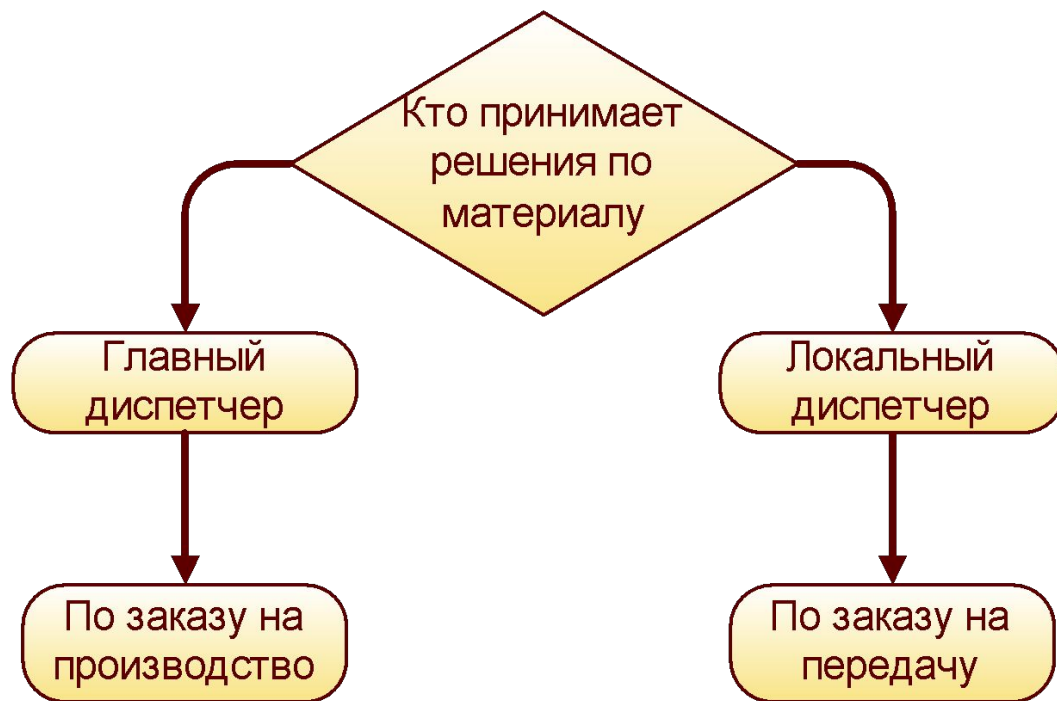 Кто принимает
решения по
материалу
Главный
диспетчер
Локальный
диспетчер
По заказу на
производство
По заказу на
передачу